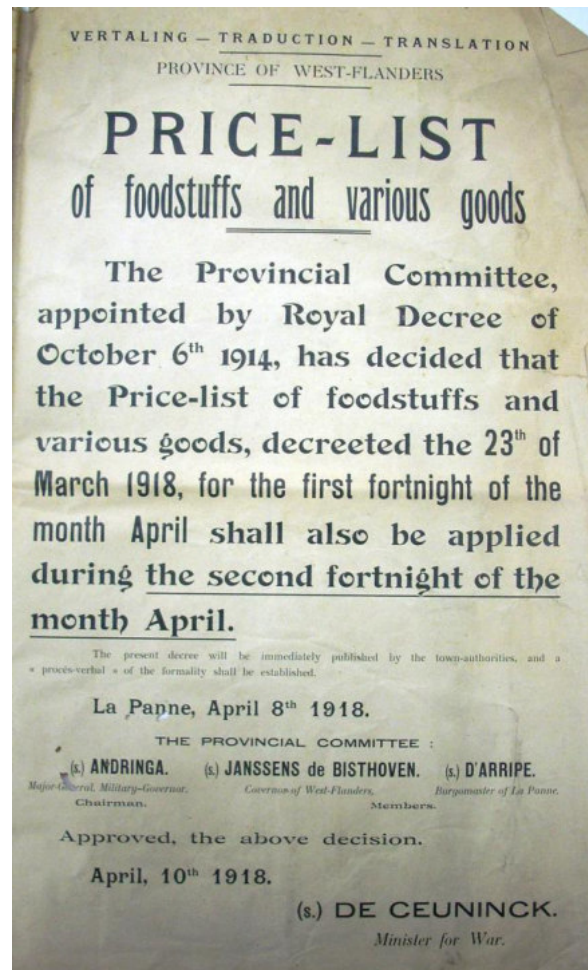 VERTALING — TRADUCTION — TRANSLATION
PROVINCE OF WEST-FLANDERS
PRICE-LIST
of foodstuffs and various goods
The Provincial Committee,
appointed by Royal Decree of
October 6th 1914, has decided that
the Price-list of foodstuffs and
various goods, decreeted the 23th of
March 1918, for the first fortnight of the
month April shall also be applied
during the second fortnight of the
month April.
The present decree will be immediately published by the town-authorities, and a
« procès-verbal » of the formality shall be established.
La Panne, April 8th 1918.
THE PROVINCIAL COMMITTEE :
(s.) ANDRINGA. (s.) JANSSENS de BISTHOVEN. (s.) D'ARRIPE.
Major-General, Military-Governor, Governor of West-Flanders, Burgomaster of La Panne.
Chairman. Members.
Approved, the above decision.
April, 10th 1918.
(s.) DE CEUNINCK.
Minister for War.